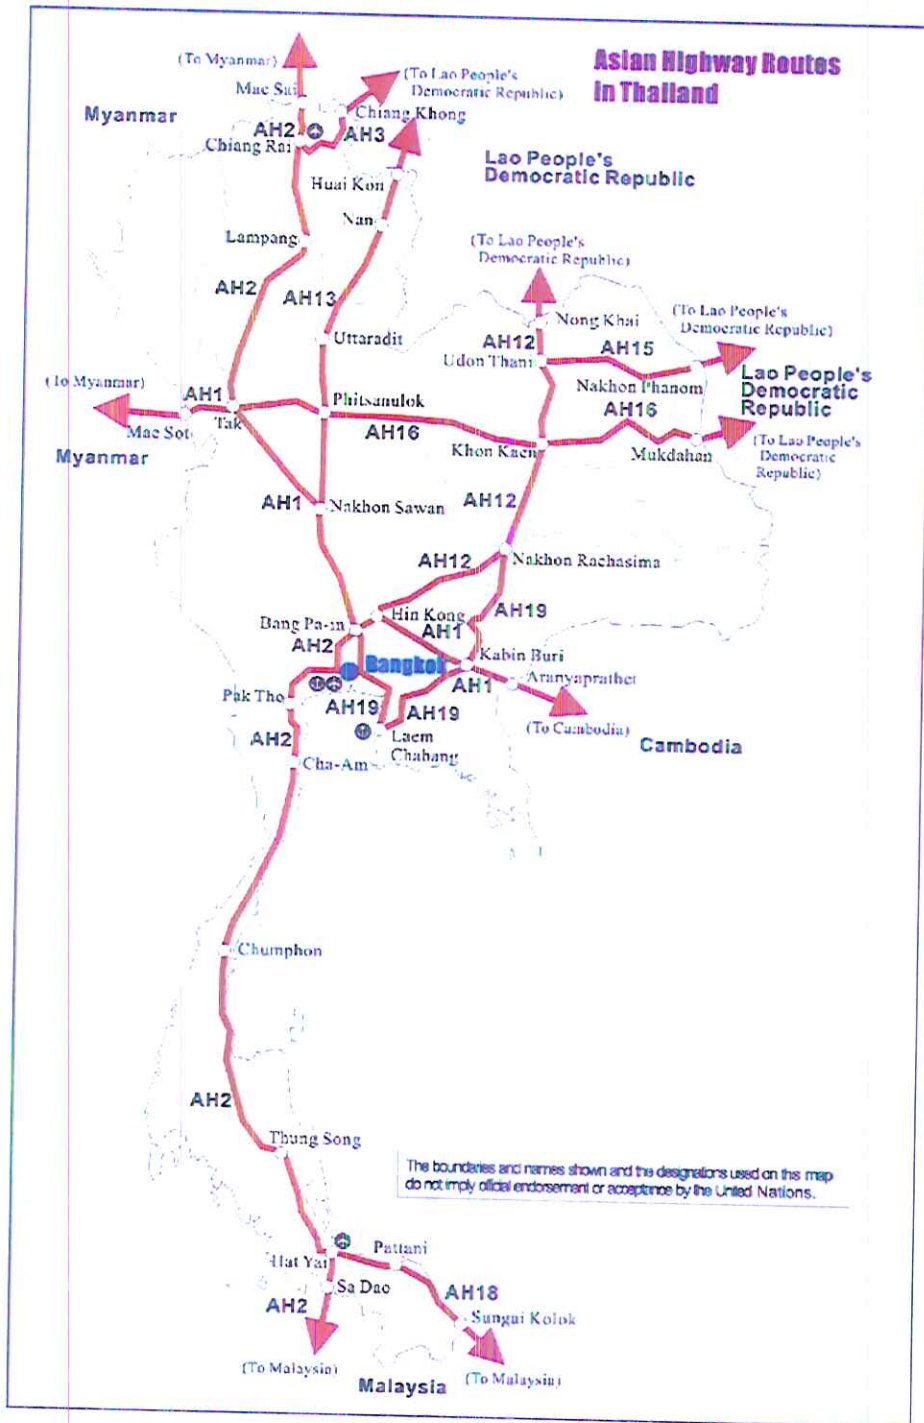 Asian Highway Routes
in Thailand
(To Myanmar)
Mae Sai
(To Lao People's
Democratic Republic)
Chiang Khong
Myanmar
AH2
AH3
Chiang Rai
Lao People's
Democratic Republic
Huai Kon
Nan
Lampang
(To Lao People's
Democratic Republic)
AH2
AH13
Nong Khai
(To Lao People's
Democratic Republic)
Uttaradit
AH12
AH15
Udon Thani
Nakhon Phanom
Lao People's
Democratic
Republic
(To Myanmar)
AH1
Phitsanulok
AH16
Mae Sot
Tak
AH16
Khon Kaen
Mukdahan
(To Lao People's
Democratic
Republic)
Myanmar
AH1
Nakhon Sawan
AH12
AH12
Nakhon Rachasima
Bang Pa-in
Hin Kong
AH19
AH2
AH1
Bangkok
Kabin Buri
Aranyaprathet
AH1
Pak Tho
AH19
AH19
(To Cambodia)
Cambodia
AH2
Laem
Chabang
Cha-Am
Chumphon
AH2
Thung Song
The boundaries and names shown and the designations used on this map
do not imply official endorsement or acceptance by the United Nations.
Hat Yai
Pattani
Sa Dao
AH18
AH2
Sungai Kolok
(To Malaysia)
Malaysia
(To Malaysia)